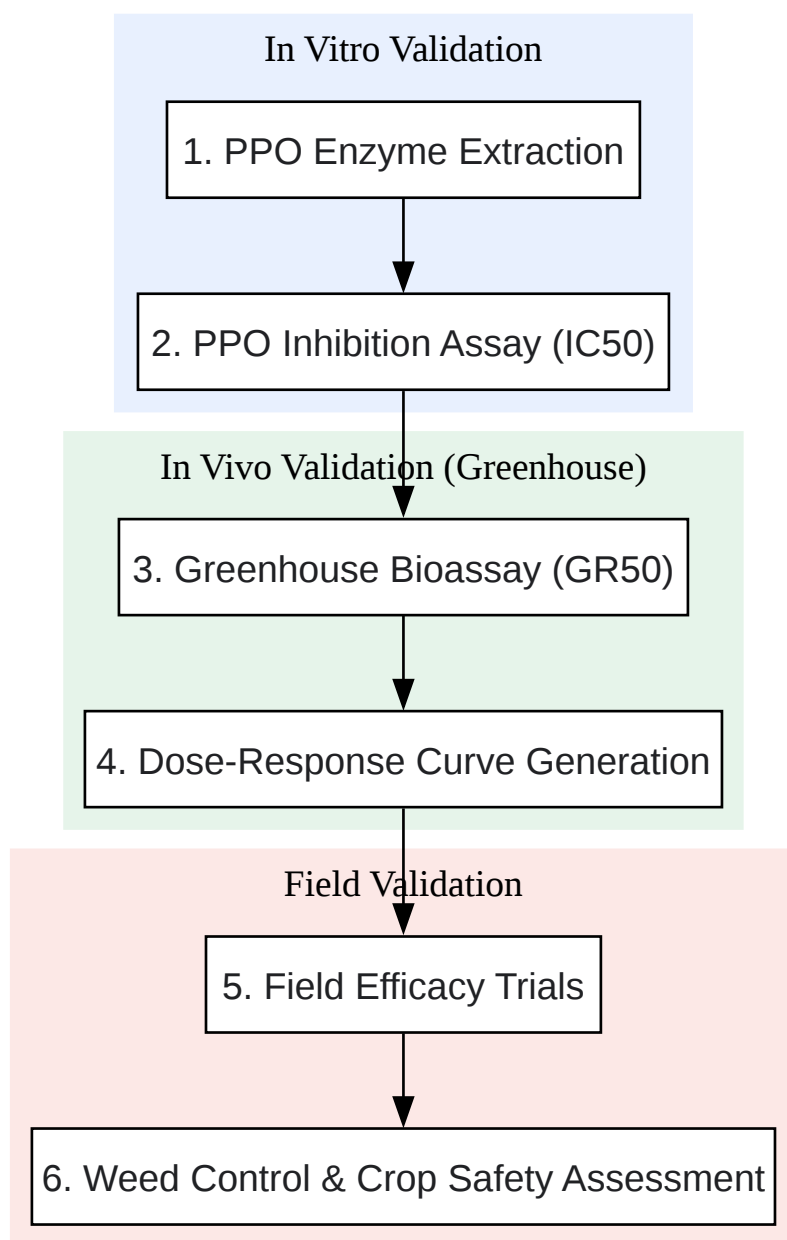 In Vitro Validation
1. PPO Enzyme Extraction
2. PPO Inhibition Assay (IC50)
In Vivo Validation (Greenhouse)
3. Greenhouse Bioassay (GR50)
4. Dose-Response Curve Generation
Field Validation
5. Field Efficacy Trials
6. Weed Control & Crop Safety Assessment